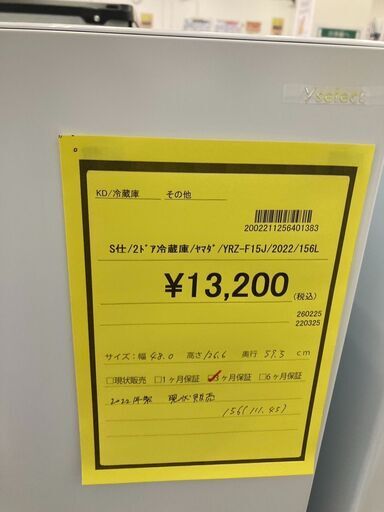 Yselect
KD/冷蔵庫 その他
2002211256401383
S仕/2ﾄﾞｱ冷蔵庫/ﾔﾏﾀﾞ/YRZ-F15J/2022/156L
¥13,200(税込)
260225
220325
サイズ:幅 48.0 高さ 126.6 奥行 59.5 cm
□現状販売 □1ヶ月保証 ☑3ヶ月保証 □6ヶ月保証
2022年製 現状販売
156(111.45)